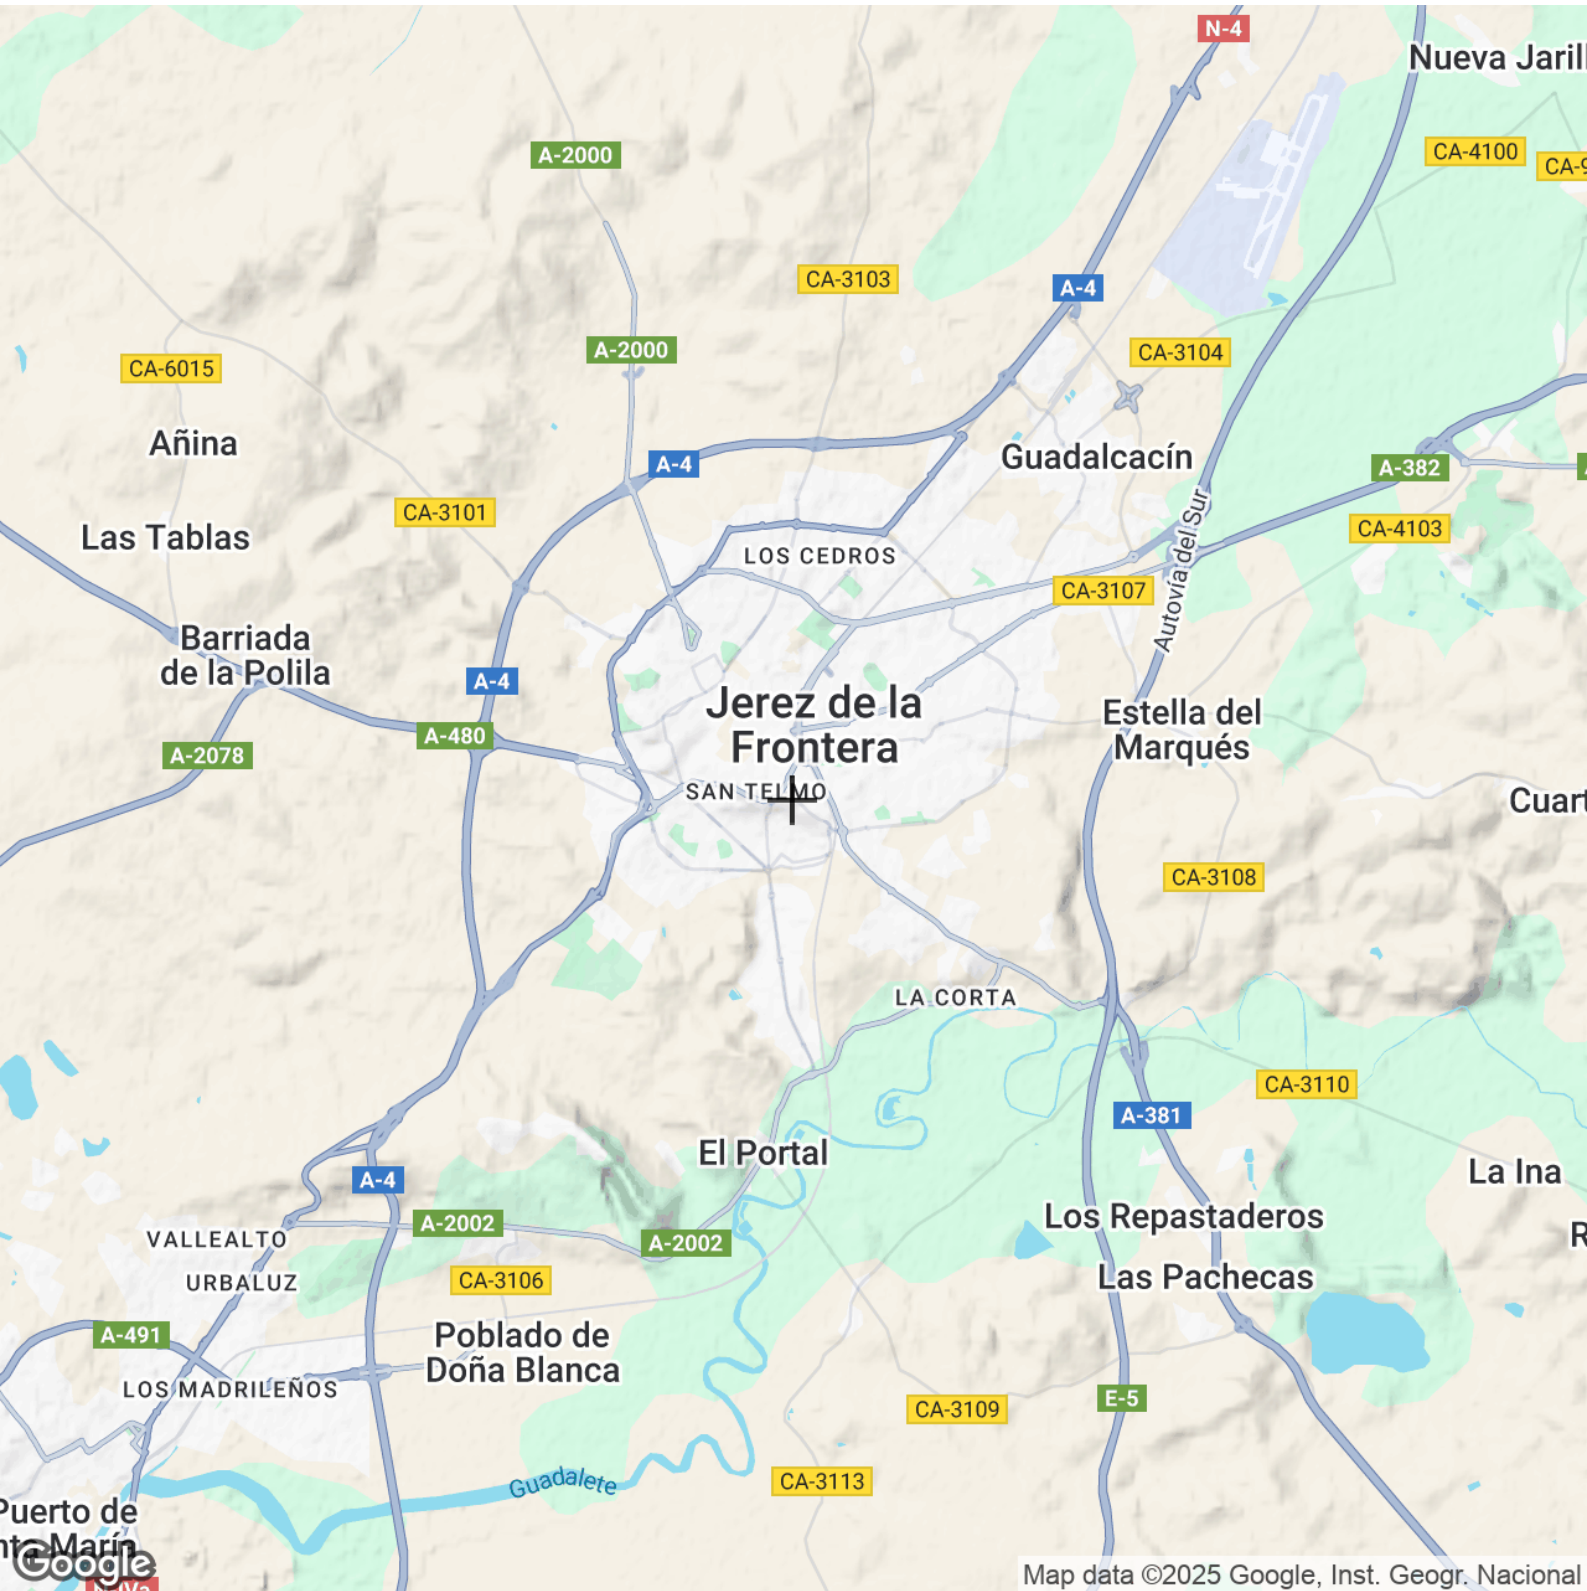 N-4
Nueva Jaril
A-2000
CA-4100
CA-9
CA-3103
A-4
A-2000
CA-3104
CA-6015
Añina
A-4
Guadalcacín
A-382
CA-3101
Autovía del Sur
CA-4103
Las Tablas
LOS CEDROS
CA-3107
Barriada
de la Polila
A-4
Jerez de la
Frontera
Estella del
Marqués
A-480
A-2078
SAN TELMO
Cuart
CA-3108
LA CORTA
CA-3110
A-381
El Portal
La Ina
A-4
Los Repastaderos
A-2002
VALLEALTO
A-2002
R
URBALUZ
CA-3106
Las Pachecas
A-491
Poblado de
Doña Blanca
LOS MADRILEÑOS
E-5
CA-3109
Guadalete
CA-3113
Puerto de
nta María
Google
N-IVa
Map data ©2025 Google, Inst. Geogr. Nacional